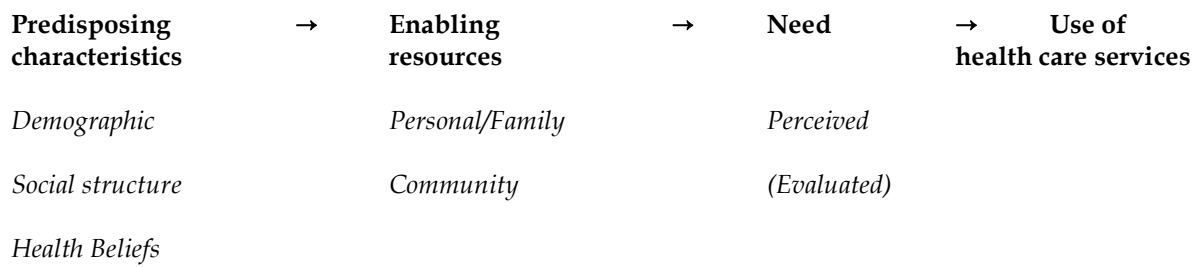 Predisposing → Enabling → Need → Use of
characteristics resources health care services
Demographic Personal/Family Perceived
Social structure Community (Evaluated)
Health Beliefs